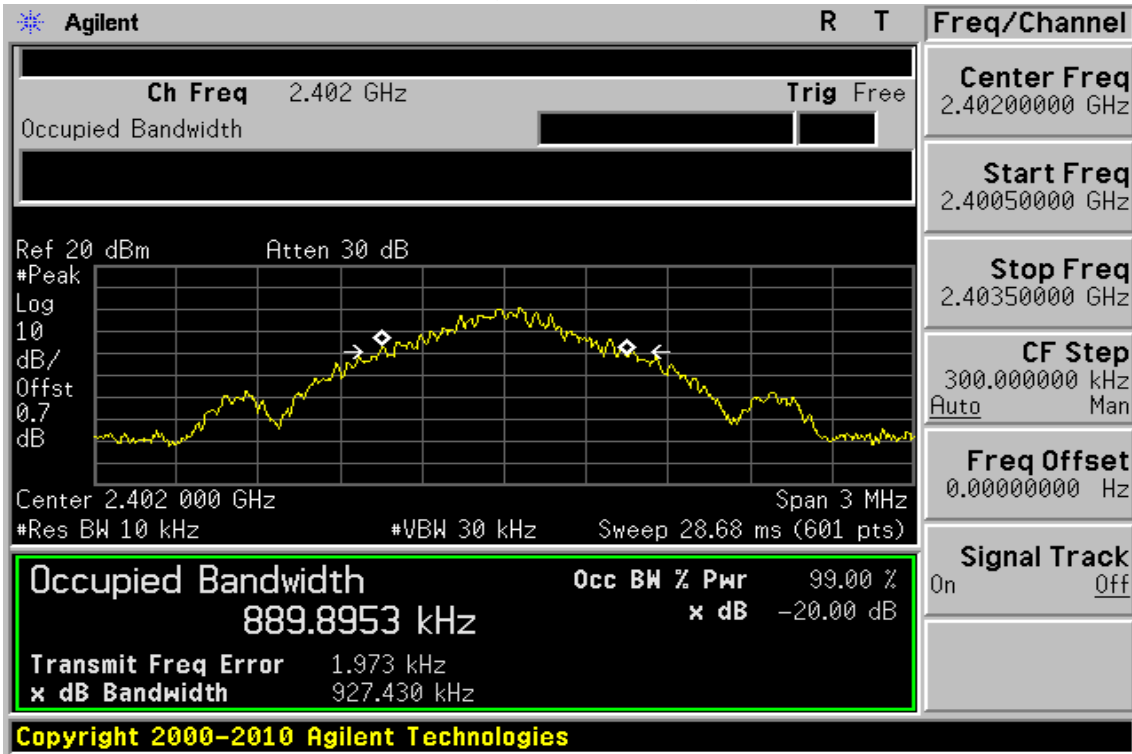 Agilent R T
Ch Freq 2.402 GHz Trig Free
Occupied Bandwidth
Ref 20 dBm Atten 30 dB
#Peak
Log
10
dB/
Offst
0.7
dB
Center 2.402 000 GHz Span 3 MHz
#Res BW 10 kHz #VBW 30 kHz Sweep 28.68 ms (601 pts)
Occupied Bandwidth Occ BW % Pwr 99.00 %
889.8953 kHz x dB -20.00 dB
Transmit Freq Error 1.973 kHz
x dB Bandwidth 927.430 kHz
Copyright 2000-2010 Agilent Technologies
Freq/Channel
Center Freq
2.40200000 GHz
Start Freq
2.40050000 GHz
Stop Freq
2.40350000 GHz
CF Step
300.000000 kHz
Auto Man
Freq Offset
0.00000000 Hz
Signal Track
On Off